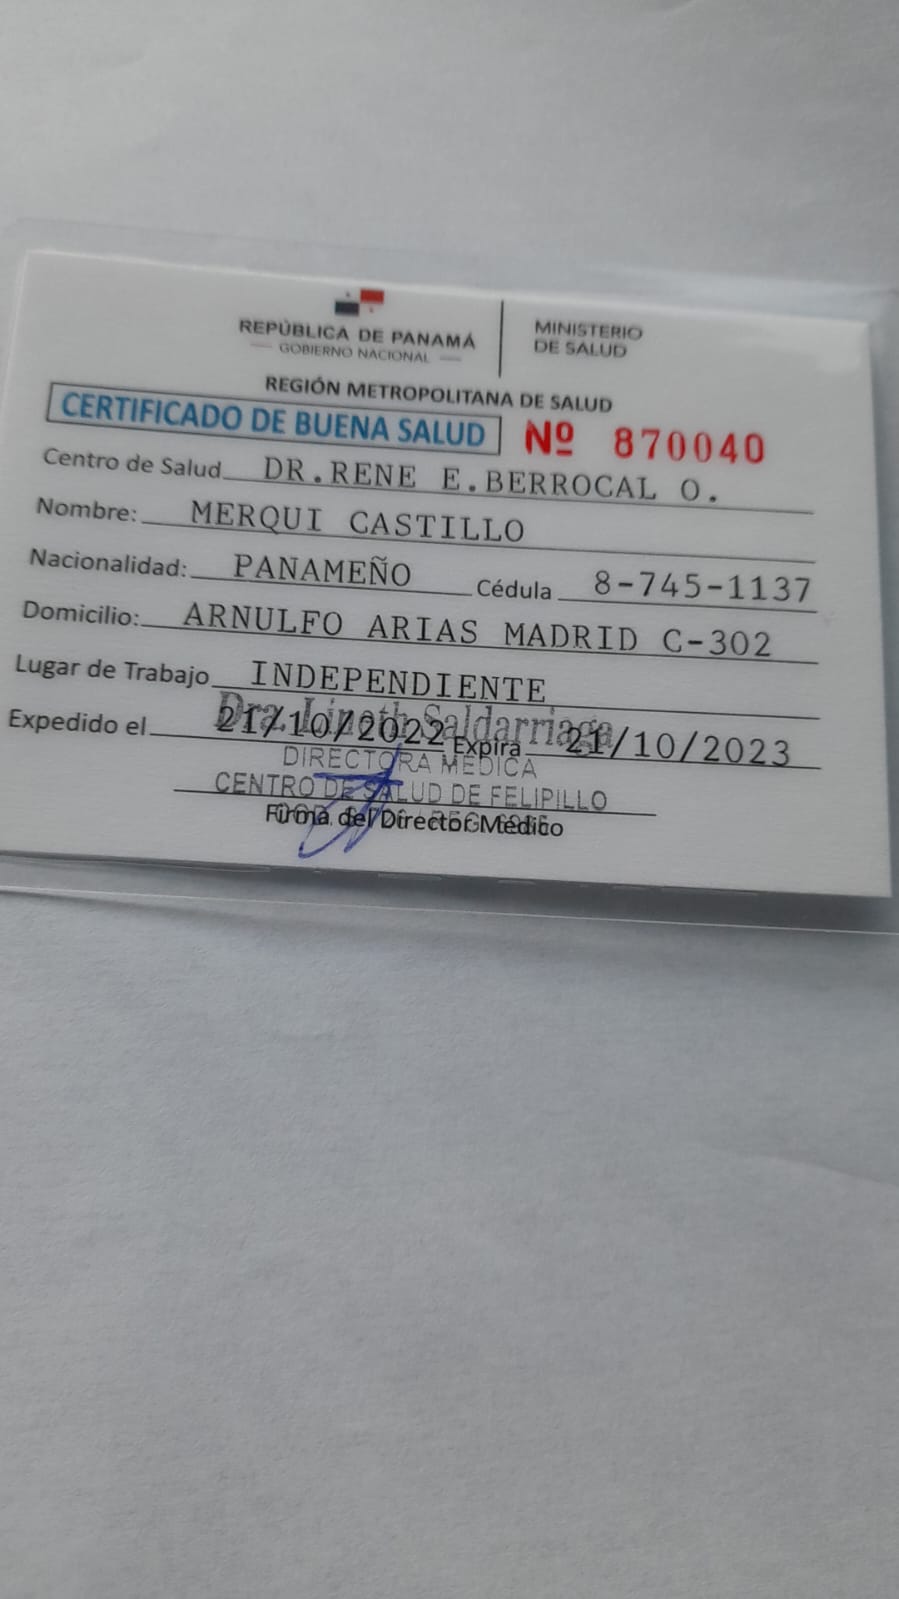 REPÚBLICA DE PANAMÁ
GOBIERNO NACIONAL
MINISTERIO
DE SALUD
REGIÓN METROPOLITANA DE SALUD
CERTIFICADO DE BUENA SALUD Nº 870040
Centro de Salud DR.RENE E.BERROCAL O.
Nombre: MERQUI CASTILLO
Nacionalidad: PANAMEÑO Cédula 8-745-1137
Domicilio: ARNULFO ARIAS MADRID C-302
Lugar de Trabajo INDEPENDIENTE
Dra. Lineth Saldarriaga
Expedido el 21/10/2022 Expira 21/10/2023
DIRECTORA MÉDICA
CENTRO DE SALUD DE FELIPILLO
Firma del Director Médico